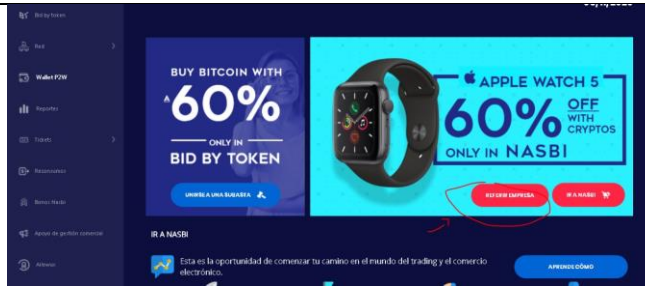 Bid by token
Red
Wallet P2W
Reportes
Tickets
Bonus Nasbi
Apoyo de gestión comercial
BUY BITCOIN WITH
60%
ONLY IN
BID BY TOKEN
UNIRSE A UNA SUBASTA
APPLE WATCH 5
60% OFF
WITH
CRYPTOS
ONLY IN NASBI
REFERIR EMPRESA
IR A NASBI
IR A NASBI
Esta es la oportunidad de comenzar tu camino en el mundo del trading y el comercio
electrónico.
APRENDE CÓMO